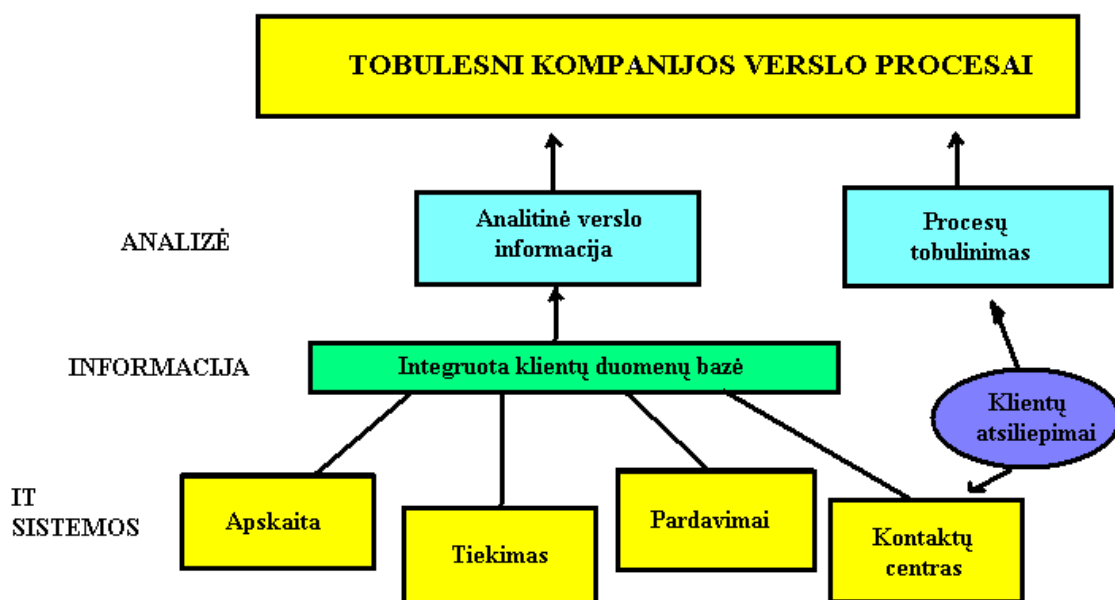 TOBULESNI KOMPANIJOS VERSLO PROCESAI
ANALIZĖ
Analitinė verslo
informacija
Procesų
tobulinimas
INFORMACIJA
Integruota klientų duomenų bazė
Klientų
atsiliepimai
IT
SISTEMOS
Apskaita
Tiekimas
Pardavimai
Kontaktų
centras